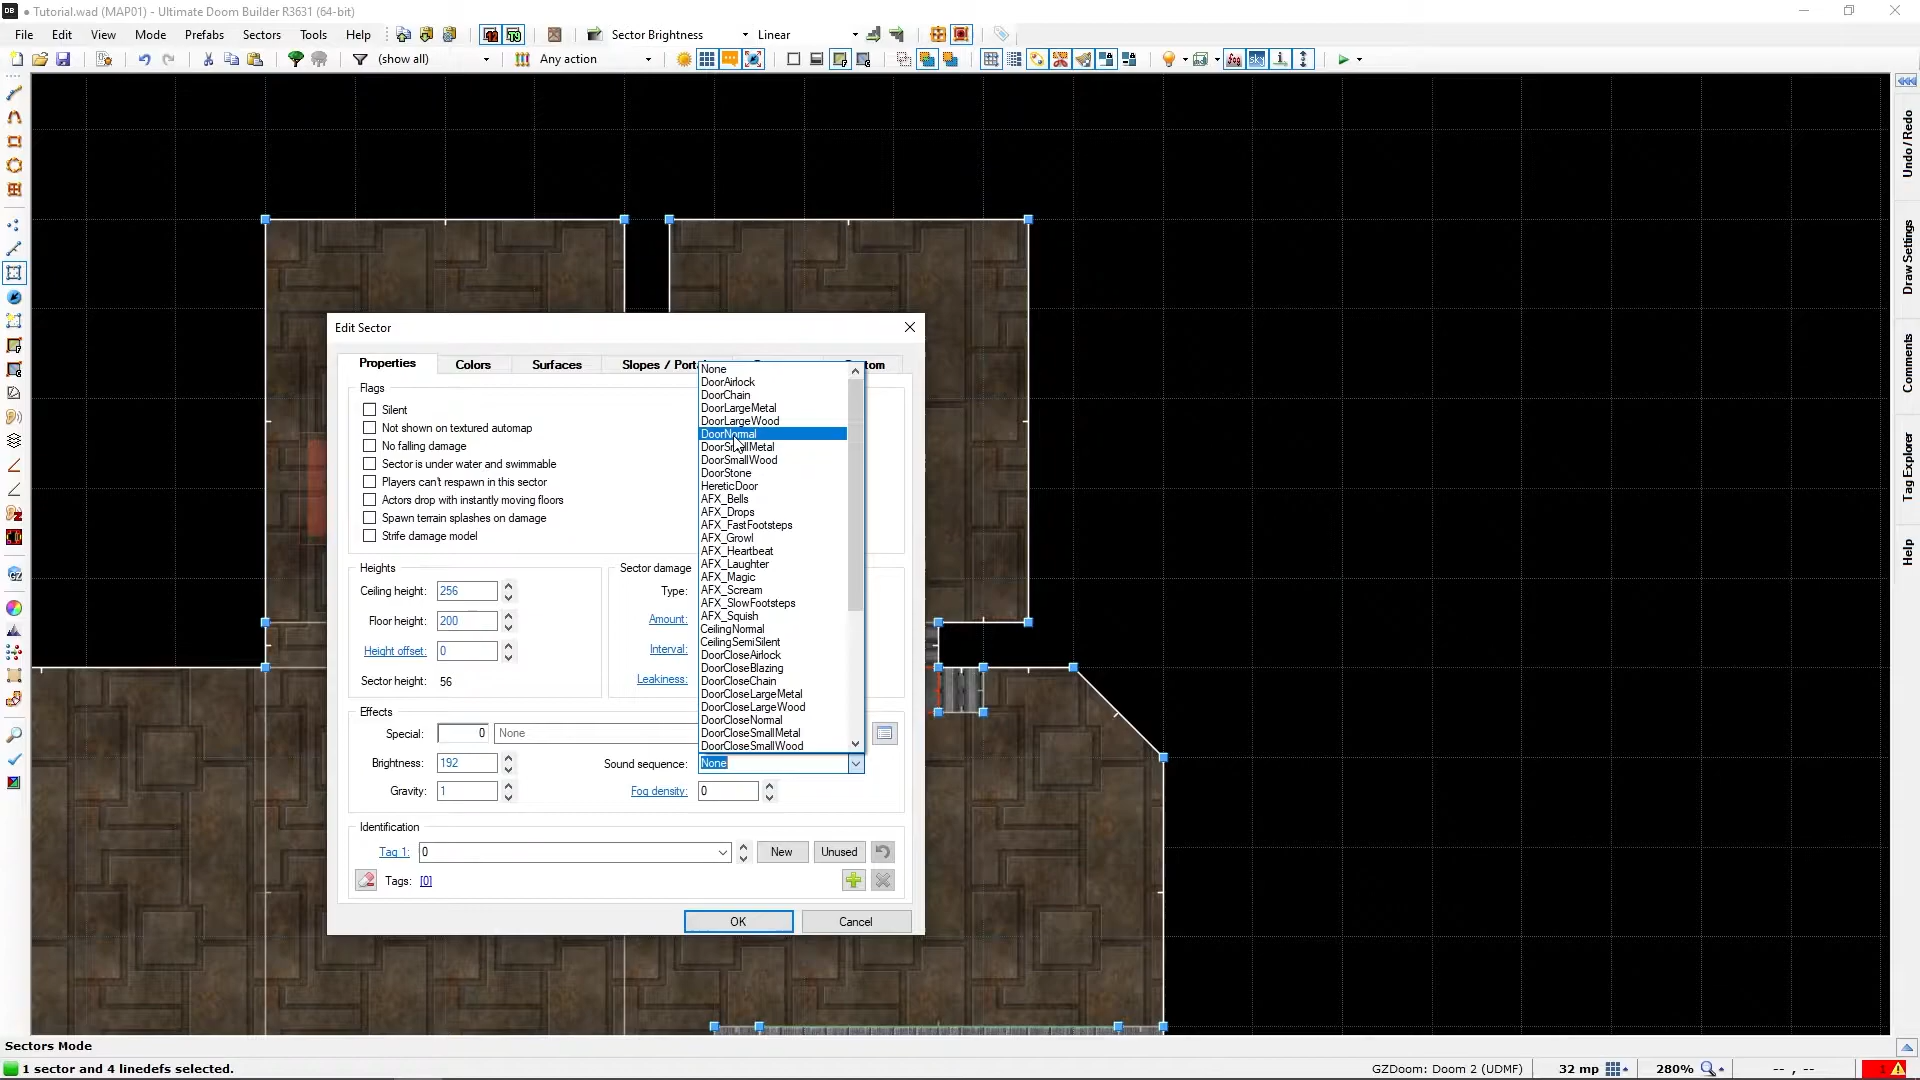 • Tutorial.wad (MAP01) - Ultimate Doom Builder R3631 (64-bit)
File Edit View Mode Prefabs Sectors Tools Help Sector Brightness Linear
(show all) Any action
Undo / Redo
Draw Settings
Comments
Tag Explorer
Help
Edit Sector
Properties Colors Surfaces Slopes / Port
Flags
Silent
Not shown on textured automap
No falling damage
Sector is under water and swimmable
Players can't respawn in this sector
Actors drop with instantly moving floors
Spawn terrain splashes on damage
Strife damage model
None
DoorAirlock
DoorChain
DoorLargeMetal
DoorLargeWood
DoorNormal
DoorSmallMetal
DoorSmallWood
DoorStone
HereticDoor
AFX_Bells
AFX_Drops
AFX_FastFootsteps
AFX_Growl
AFX_Heartbeat
AFX_Laughter
AFX_Magic
AFX_Scream
AFX_SlowFootsteps
AFX_Squish
CeilingNormal
CeilingSemiSilent
DoorCloseAirlock
DoorCloseBlazing
DoorCloseChain
DoorCloseLargeMetal
DoorCloseLargeWood
DoorCloseNormal
DoorCloseSmallMetal
DoorCloseSmallWood
Heights
Ceiling height: 256
Floor height: 200
Height offset: 0
Sector height: 56
Sector damage
Type:
Amount:
Interval:
Leakiness:
Effects
Special: 0 None
Brightness: 192 Sound sequence: None
Gravity: 1 Fog density: 0
Identification
Tag 1: 0 New Unused
Tags: [0]
OK Cancel
Sectors Mode
1 sector and 4 linedefs selected. GZDoom: Doom 2 (UDMF) 32 mp 280% -- , -- 1